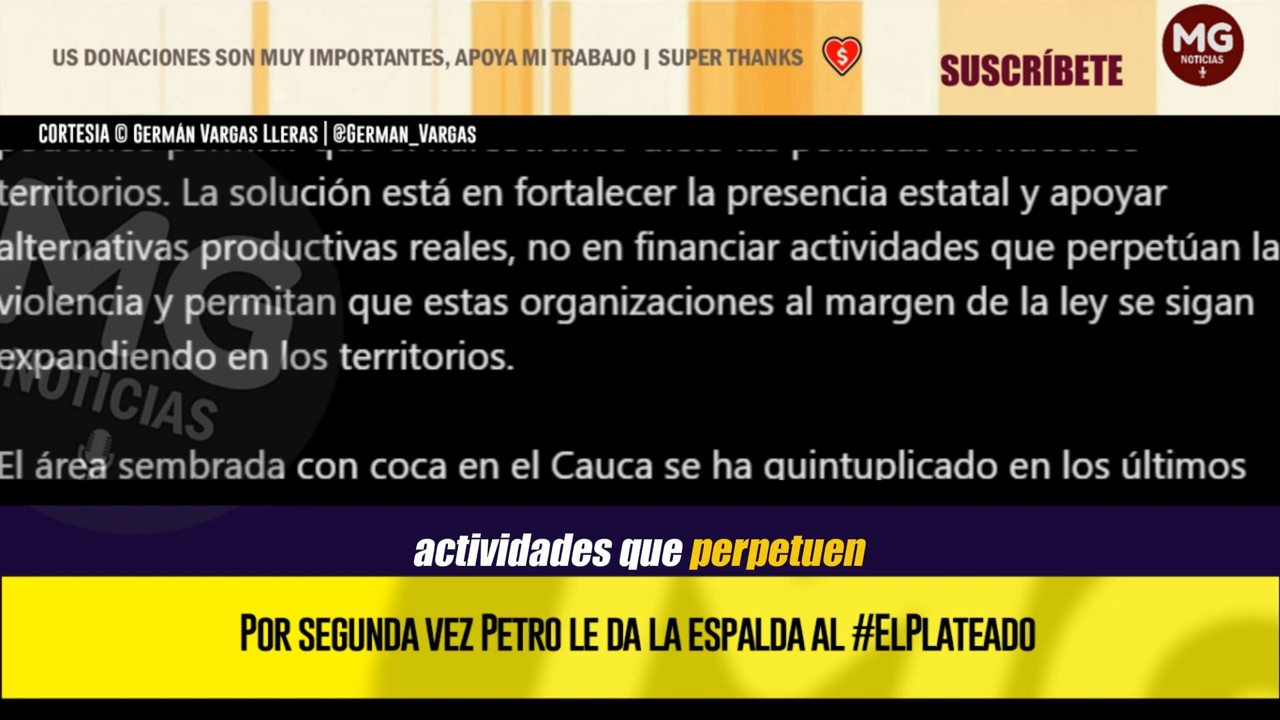 US DONACIONES SON MUY IMPORTANTES, APOYA MI TRABAJO | SUPER THANKS
$
SUSCRÍBETE
MG
NOTICIAS
CORTESIA © GERMÁN VARGAS LLERAS | @GERMAN_VARGAS
territorios. La solución está en fortalecer la presencia estatal y apoyar
alternativas productivas reales, no en financiar actividades que perpetúan la
violencia y permitan que estas organizaciones al margen de la ley se sigan
expandiendo en los territorios.
MG
NOTICIAS
El área sembrada con coca en el Cauca se ha quintuplicado en los últimos
actividades que perpetuen
POR SEGUNDA VEZ PETRO LE DA LA ESPALDA AL #ELPLATEADO